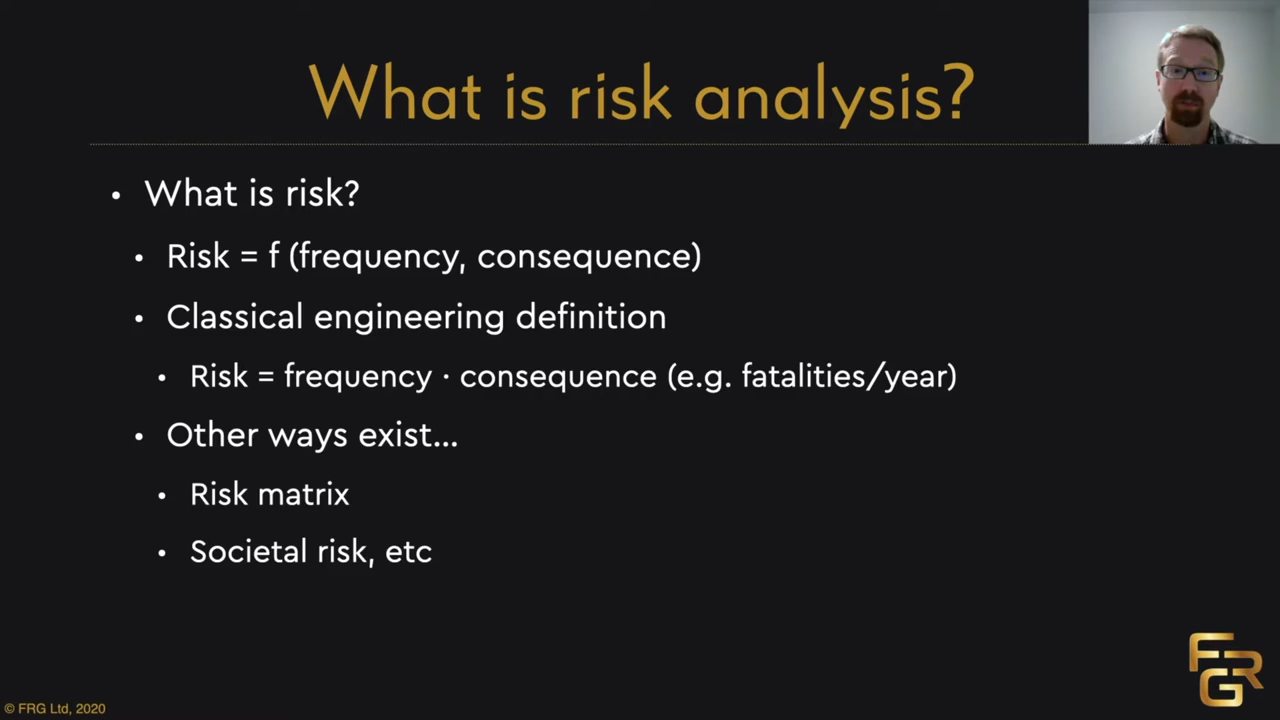 What is risk analysis?
• What is risk?
• Risk = f (frequency, consequence)
• Classical engineering definition
• Risk = frequency · consequence (e.g. fatalities/year)
• Other ways exist...
• Risk matrix
• Societal risk, etc
FRG
© FRG Ltd, 2020